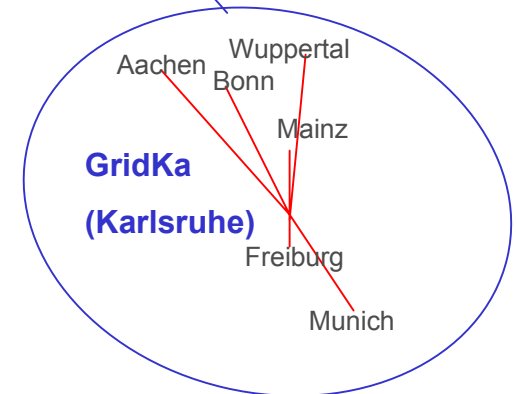 Wuppertal
Aachen
Bonn
Mainz
GridKa
(Karlsruhe)
Freiburg
Munich